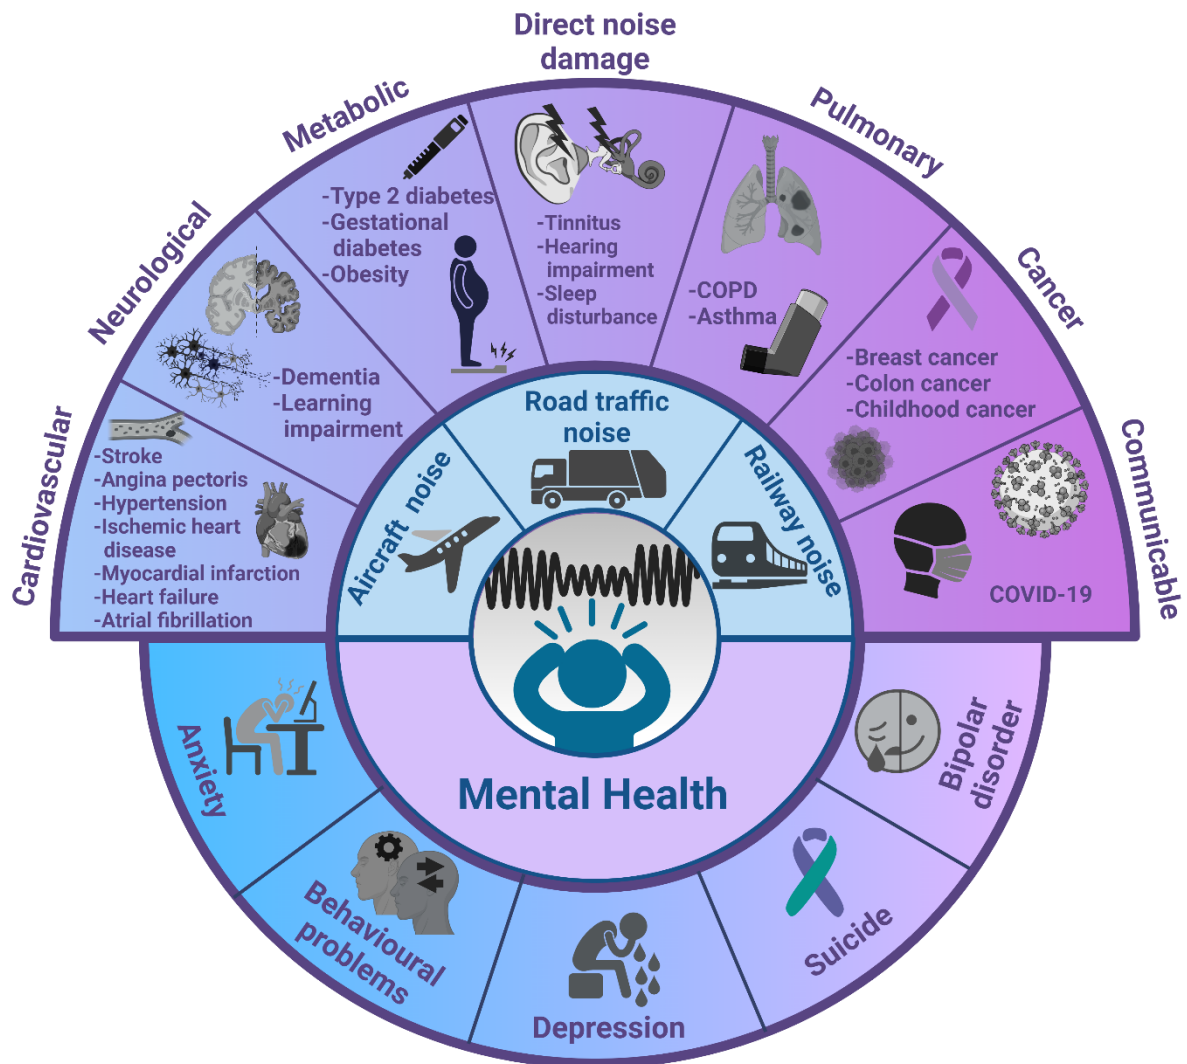 Direct noise
damage
Metabolic
Pulmonary
Neurological
Cancer
Cardiovascular
Communicable
-Type 2 diabetes
-Gestational
diabetes
-Obesity
-Tinnitus
-Hearing
impairment
-Sleep
disturbance
-COPD
-Asthma
-Breast cancer
-Colon cancer
-Childhood cancer
-Dementia
-Learning
impairment
-Stroke
-Angina pectoris
-Hypertension
-Ischemic heart
disease
-Myocardial infarction
-Heart failure
-Atrial fibrillation
COVID-19
Aircraft noise
Road traffic
noise
Railway noise
Mental Health
Anxiety
Behavioural
problems
Depression
Suicide
Bipolar
disorder